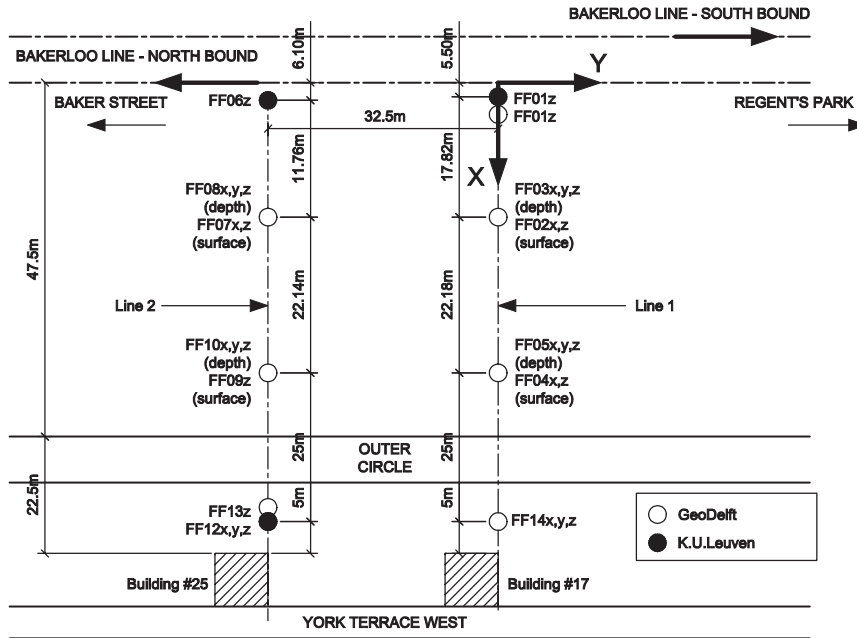 BAKERLOO LINE - SOUTH BOUND
6.10m
5.50m
BAKERLOO LINE - NORTH BOUND
Y
BAKER STREET
FF06z
FF01z
FF01z
REGENT'S PARK
32.5m
11.76m
17.82m
X
FF08x,y,z
(depth)
FF07x,z
(surface)
FF03x,y,z
(depth)
FF02x,z
(surface)
47.5m
22.14m
22.18m
Line 2
Line 1
FF10x,y,z
(depth)
FF09z
(surface)
FF05x,y,z
(depth)
FF04x,z
(surface)
25m
25m
OUTER
CIRCLE
22.5m
5m
5m
FF13z
FF12x,y,z
FF14x,y,z
GeoDelft
K.U.Leuven
Building #25
Building #17
YORK TERRACE WEST